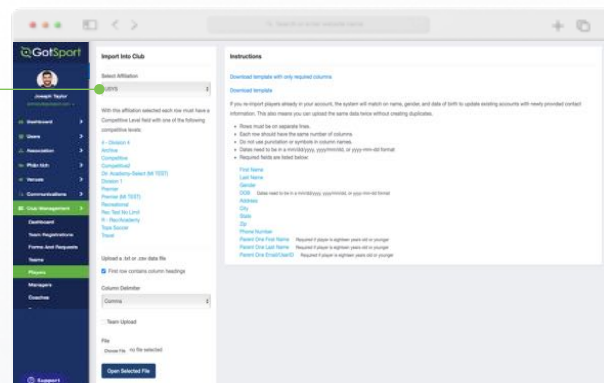 GotSport
Joseph Taylor
Dashboard
Users
Association
Venues
Communications
Club Management
Dashboard
Team Registrations
Forms And Requests
Teams
Players
Managers
Coaches
Support
Import Into Club
Select Affiliation
USYS
With this affiliation selected each row must have a
Competitive Level field with one of the following
competitive levels:
Archive
Competitive
Competitive2
Division 1
Premier
Premier (Mt TEST)
Recreational
Rec Test No Limit
R - Rec/Academy
Tops Soccer
Travel
Upload a .txt or .csv data file
First row contains column headings
Column Delimiter
Comma
Team Upload
File
Choose File no file selected
Open Selected File
Instructions
Download template with only required columns
Download template
If you re-import players already in your account, the system will match on name, gender, and date of birth to update existing accounts with newly provided contact
information. This also means you can upload the same data twice without creating duplicates.
• Rows must be on separate lines.
• Each row should have the same number of columns.
• Do not use punctuation or symbols in column names.
• Dates need to be in a mm/dd/yyyy, yyyy/mm/dd, or yyyy-mm-dd format
• Required fields are listed below:
First Name
Last Name
Gender
DOB Dates need to be in a mm/dd/yyyy, yyyy/mm/dd, or yyyy-mm-dd format
Address
City
State
Zip
Phone Number
Parent One First Name Required if player is eighteen years old or younger
Parent One Last Name Required if player is eighteen years old or younger
Parent One Email/UserID Required if player is eighteen years old or younger